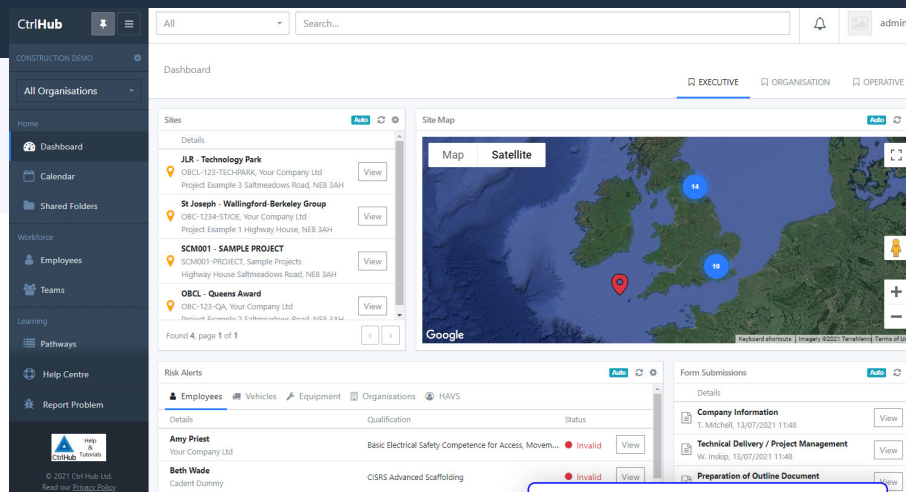 CtrlHub
All
Search...
admin
CONSTRUCTION DEMO
All Organisations
Home
Dashboard
Calendar
Shared Folders
Workforce
Employees
Teams
Learning
Pathways
Help Centre
Report Problem
CtrlHub
Help
&
Tutorials
© 2021 Ctrl Hub Ltd.
Read our Privacy Policy
Dashboard
EXECUTIVE
ORGANISATION
OPERATIVE
Sites
Auto
Details
JLR - Technology Park
OBCL-123-TECHPARK, Your Company Ltd
Project Example 3 Saltmeadows Road, NE8 3AH
View
St Joseph - Wallingford-Berkeley Group
OBC-1234-STJOE, Your Company Ltd
Project Example 1 Highway House, NE8 3AH
View
SCM001 - SAMPLE PROJECT
SCM001-PROJECT, Sample Projects
Highway House Saltmeadows Road, NE8 3AH
View
OBCL - Queens Award
OBC-123-QA, Your Company Ltd
Project Example 2 Saltmeadows Road, NE8 3AH
View
Found 4, page 1 of 1
Site Map
Auto
Map
Satellite
14
10
Google
Keyboard shortcuts
Imagery ©2021 TerraMetrics
Terms of Us
Risk Alerts
Auto
Employees
Vehicles
Equipment
Organisations
HAVS
Details
Qualification
Status
Amy Priest
Your Company Ltd
Basic Electrical Safety Competence for Access, Movem...
Invalid
View
Beth Wade
Cadent Dummy
CISRS Advanced Scaffolding
Invalid
View
Form Submissions
Auto
Details
Company Information
T. Mitchell, 13/07/2021 11:48
View
Technical Delivery / Project Management
W. Inskip, 13/07/2021 11:48
View
Preparation of Outline Document
View